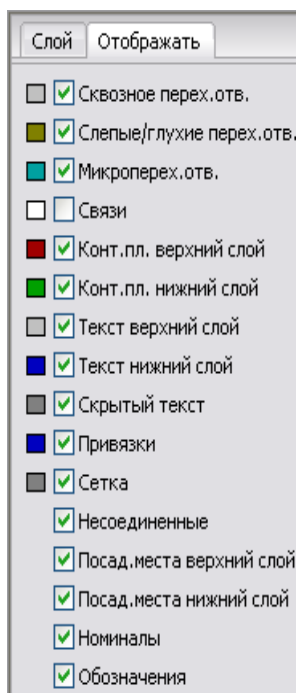 Слой Отображать
Сквозное перех.отв.
Слепые/глухие перех.отв.
Микроперех.отв.
Связи
Конт.пл. верхний слой
Конт.пл. нижний слой
Текст верхний слой
Текст нижний слой
Скрытый текст
Привязки
Сетка
Несоединенные
Посад.места верхний слой
Посад.места нижний слой
Номиналы
Обозначения